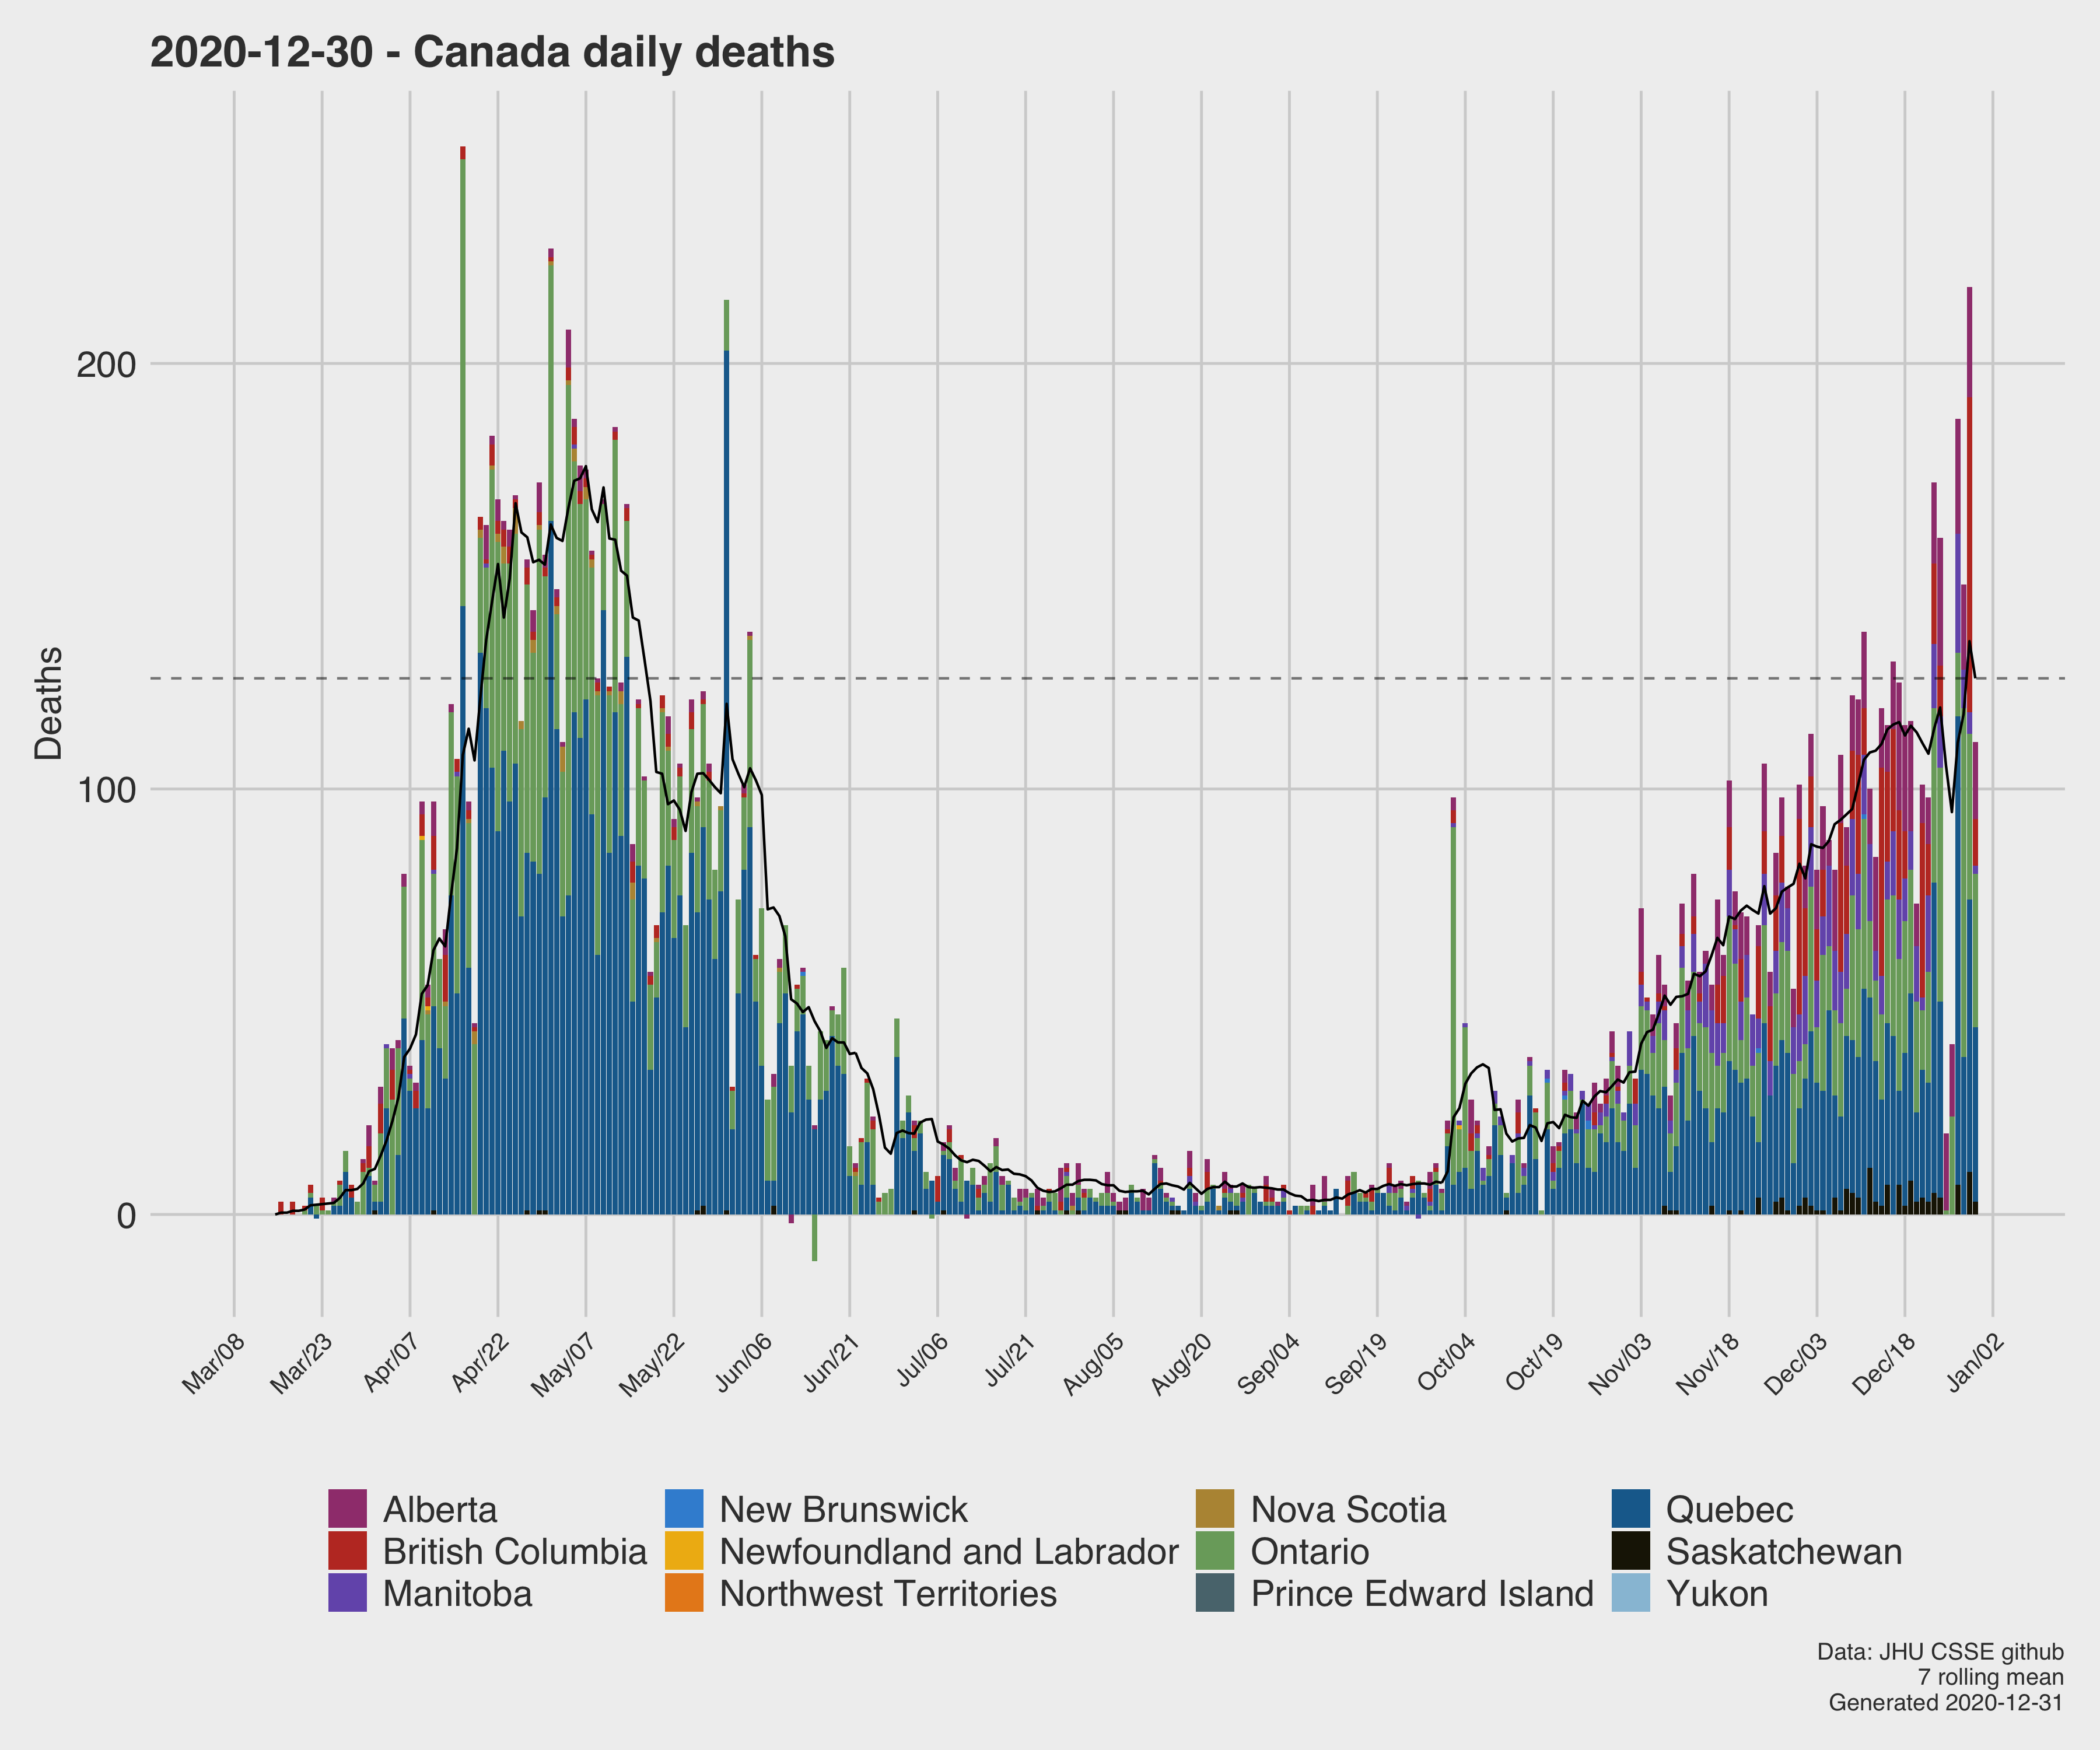 2020-12-30 - Canada daily deaths
Deaths
200
100
0
Mar/08
Mar/23
Apr/07
Apr/22
May/07
May/22
Jun/06
Jun/21
Jul/06
Jul/21
Aug/05
Aug/20
Sep/04
Sep/19
Oct/04
Oct/19
Nov/03
Nov/18
Dec/03
Dec/18
Jan/02
Alberta
British Columbia
Manitoba
New Brunswick
Newfoundland and Labrador
Northwest Territories
Nova Scotia
Ontario
Prince Edward Island
Quebec
Saskatchewan
Yukon
Data: JHU CSSE github
7 rolling mean
Generated 2020-12-31